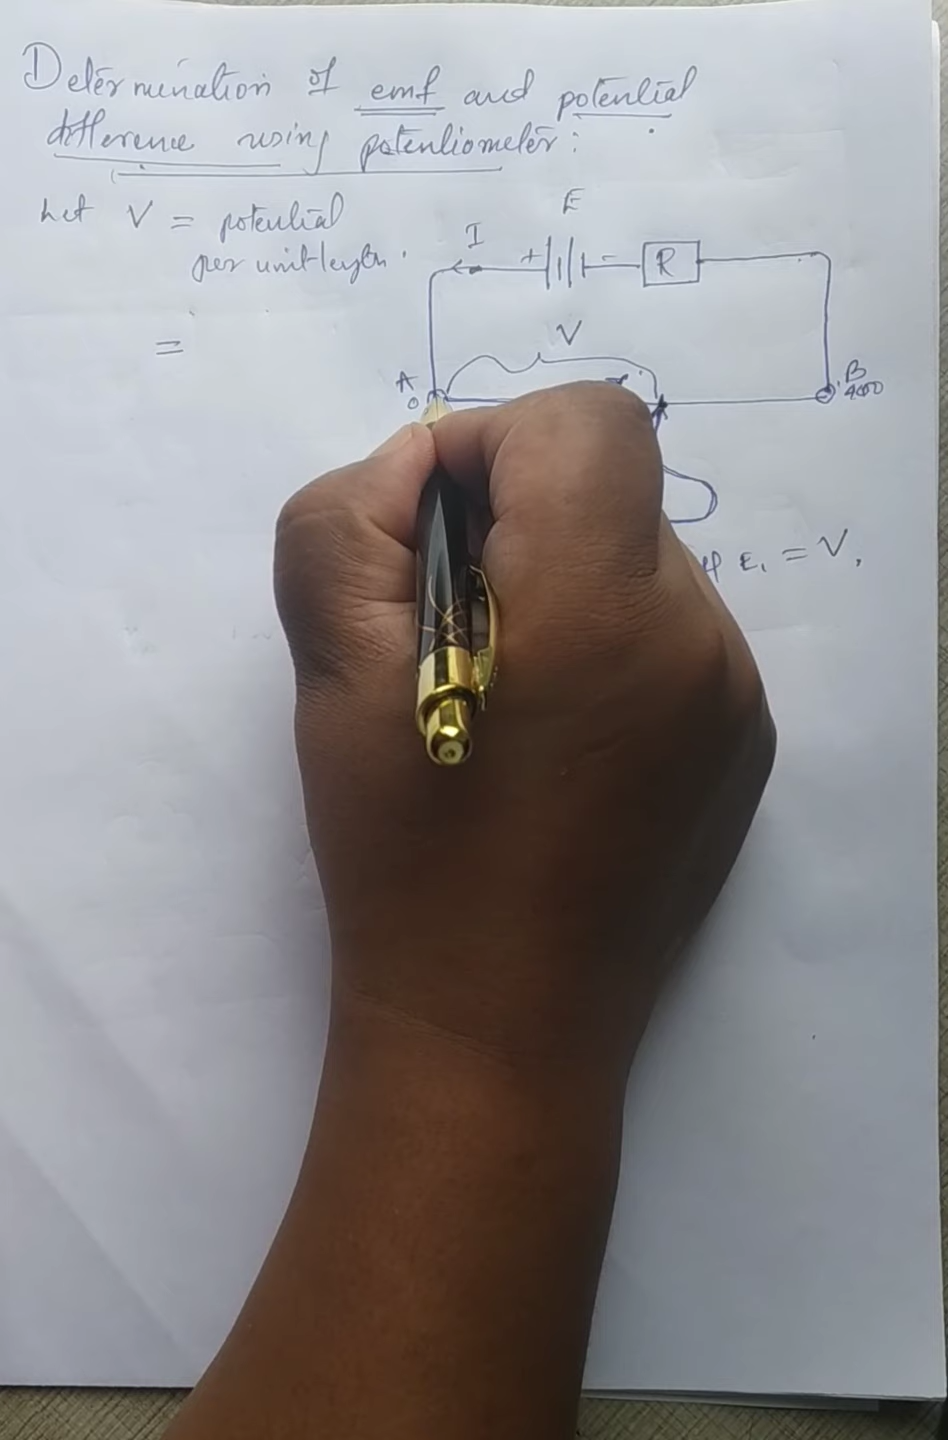 Determination of emf and potential
difference using potentiometer:
Let V = potential
per unit length.
=
E
I
+ -
R
V
A
0
B
400
E₁ = V,